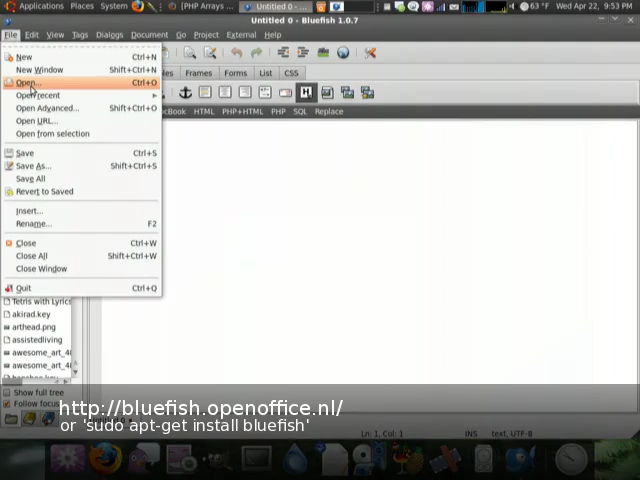 Applications Places System
[PHP Arrays ...
Untitled 0 - ...
63 °F Wed Apr 22, 9:53 PM
Untitled 0 - Bluefish 1.0.7
File Edit View Tags Dialogs Document Go Project External Help
New Ctrl+N
New Window Shift+Ctrl+N
Open... Ctrl+O
Open recent
Open Advanced... Shift+Ctrl+O
Open URL...
Open from selection
Save Ctrl+S
Save As... Shift+Ctrl+S
Save All
Revert to Saved
Insert...
Rename... F2
Close Ctrl+W
Close All Shift+Ctrl+W
Close Window
Quit Ctrl+Q
Frames Forms List CSS
HTML PHP+HTML PHP SQL Replace
Tetris with Lyrics
akirad.key
arthead.png
assistedliving
awesome_art_4
awesome_art_4
Show full tree
Follow focus
http://bluefish.openoffice.nl/
or 'sudo apt-get install bluefish'
Ln: 1, Col: 1 INS text, UTF-8